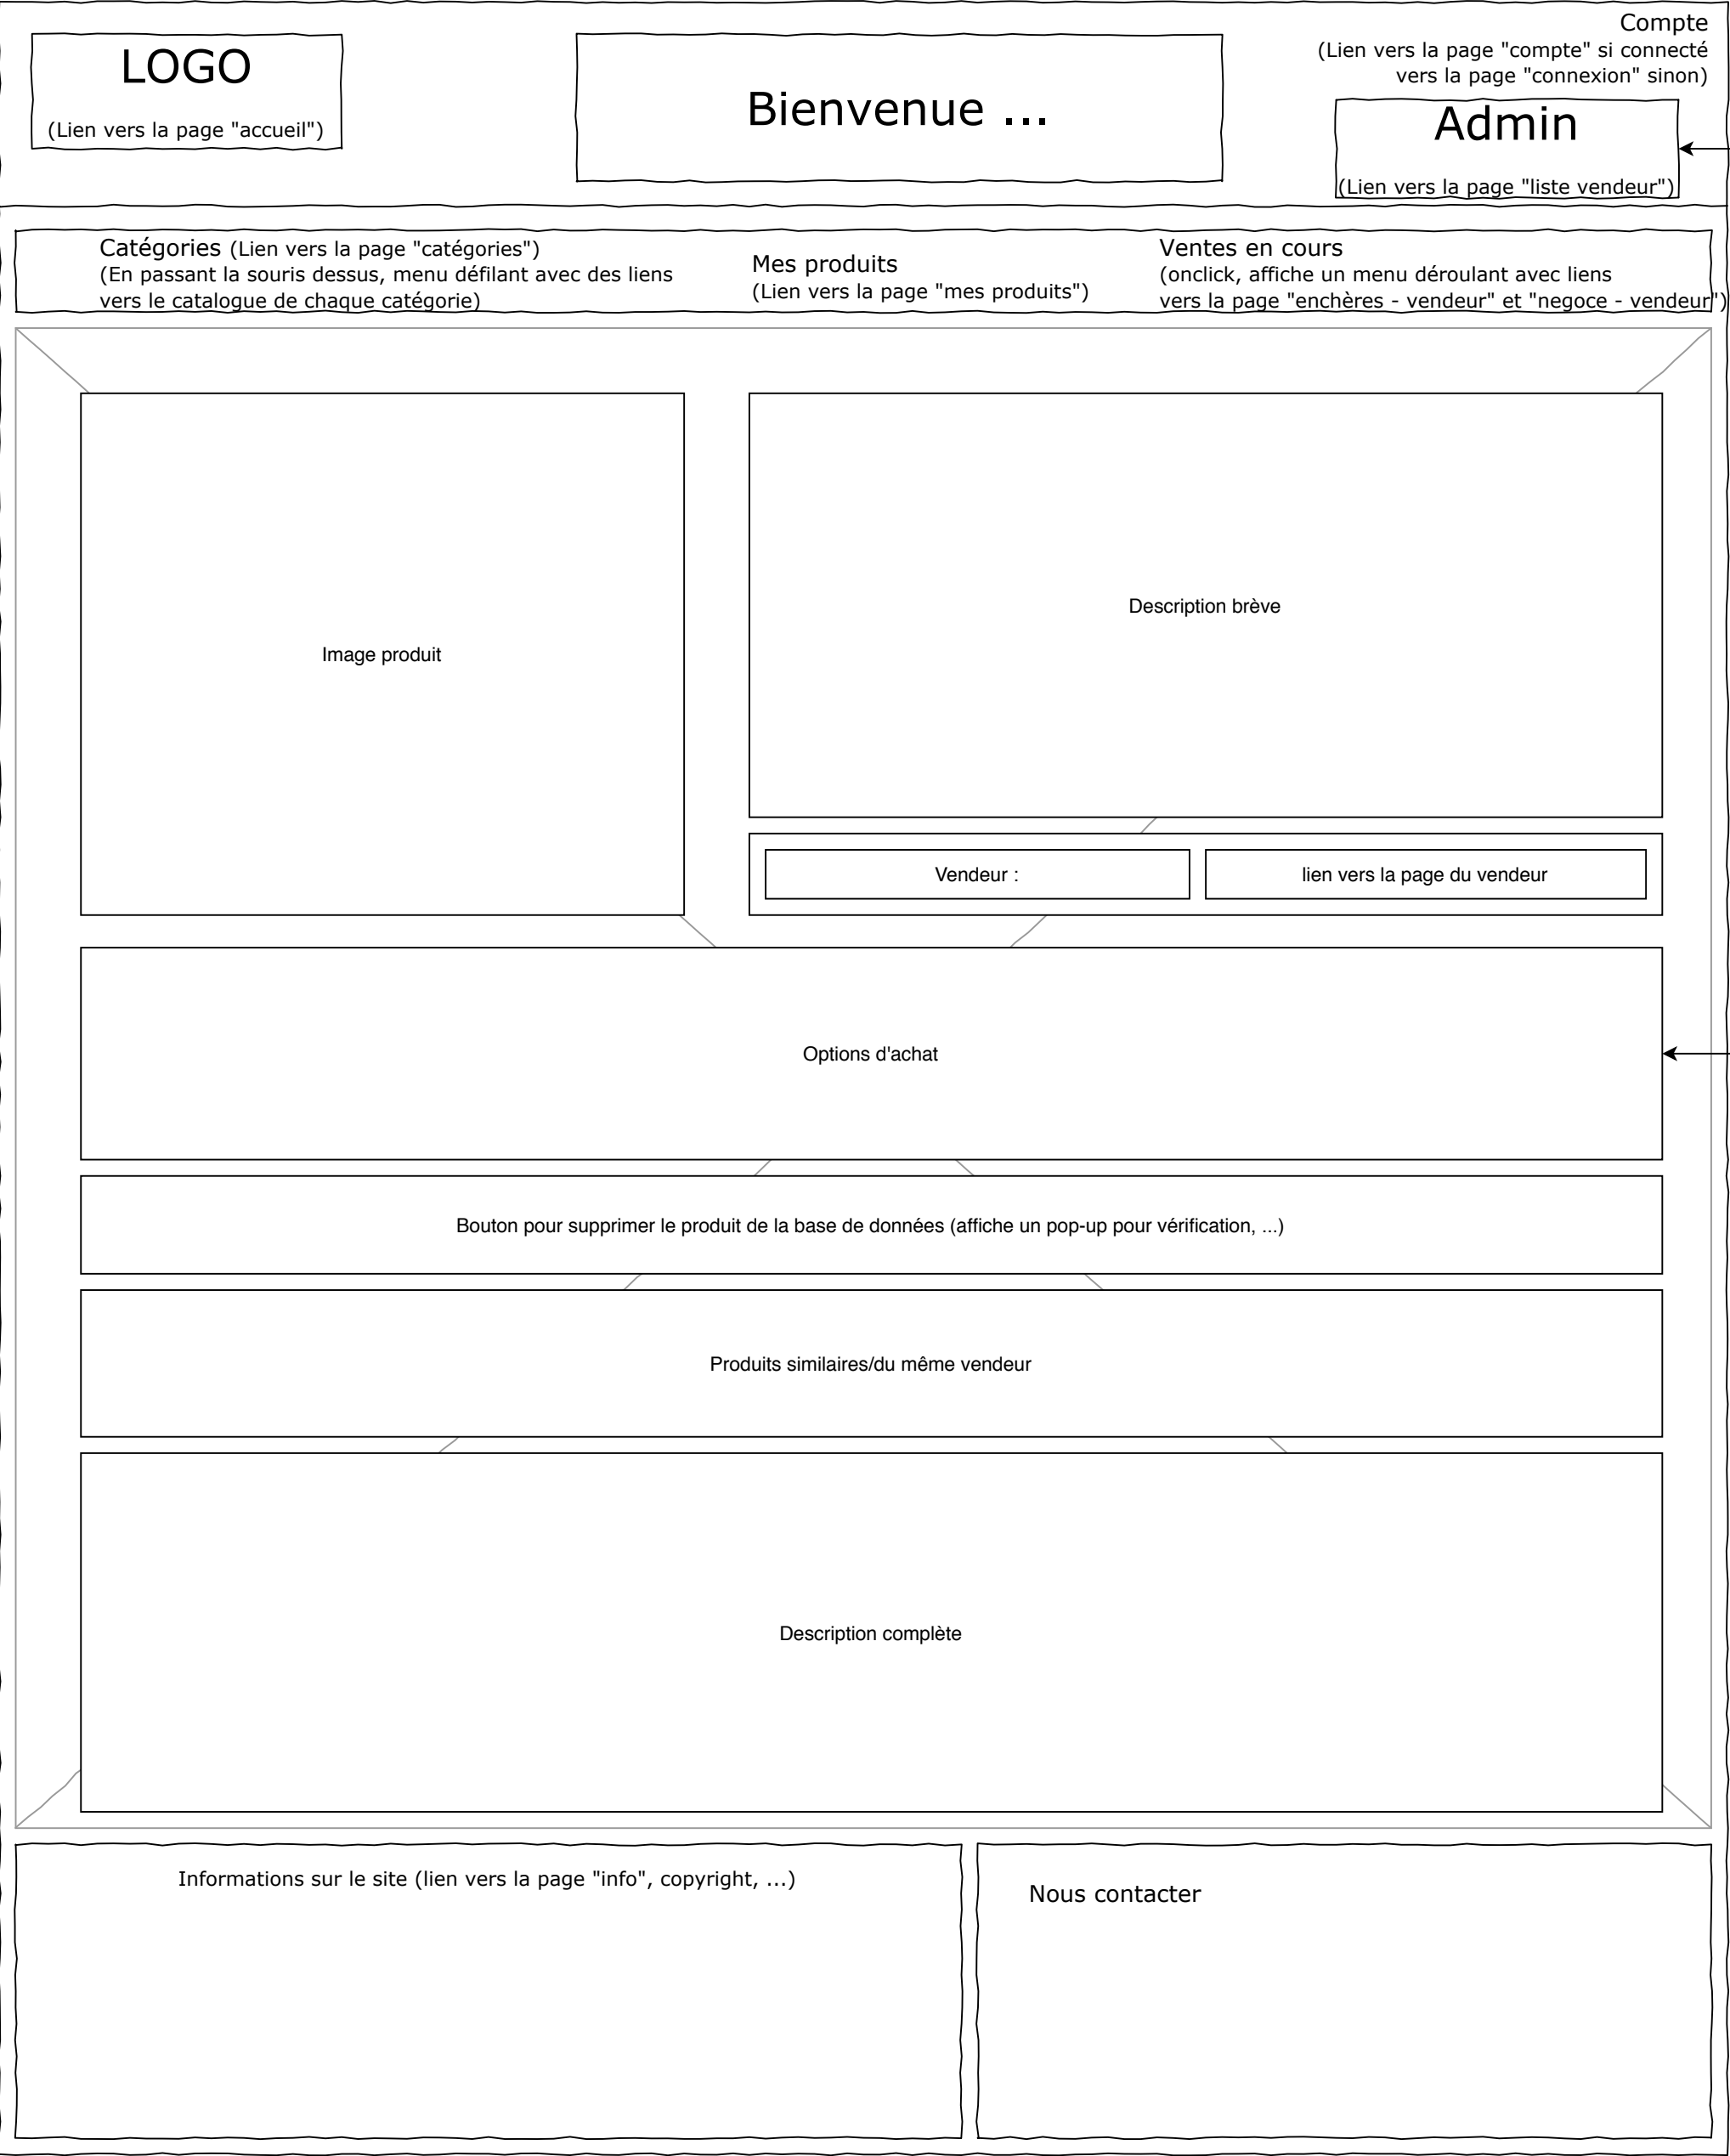 LOGO
(Lien vers la page "accueil")
Bienvenue ...
Compte
(Lien vers la page "compte" si connecté
vers la page "connexion" sinon)
Admin
(Lien vers la page "liste vendeur")
Catégories (Lien vers la page "catégories")
(En passant la souris dessus, menu défilant avec des liens
vers le catalogue de chaque catégorie)
Mes produits
(Lien vers la page "mes produits")
Ventes en cours
(onclick, affiche un menu déroulant avec liens
vers la page "enchères - vendeur" et "negoce - vendeur")
Image produit
Description brève
Vendeur :
lien vers la page du vendeur
Options d'achat
Bouton pour supprimer le produit de la base de données (affiche un pop-up pour vérification, ...)
Produits similaires/du même vendeur
Description complète
Informations sur le site (lien vers la page "info", copyright, ...)
Nous contacter